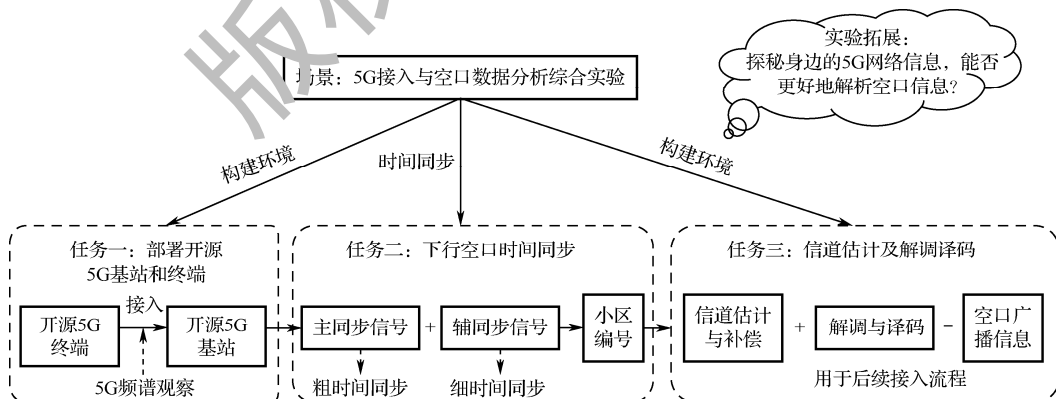 版权
实验拓展：
探秘身边的5G网络信息，能否
更好地解析空口信息？
场景：5G接入与空口数据分析综合实验
构建环境
时间同步
构建环境
任务一：部署开源
5G基站和终端
接入
开源5G
终端
开源5G
基站
5G频谱观察
任务二：下行空口时间同步
主同步信号
+
辅同步信号
小区
编号
粗时间同步
细时间同步
任务三：信道估计及解调译码
信道估计
与补偿
+
解调与译码
空口广
播信息
用于后续接入流程